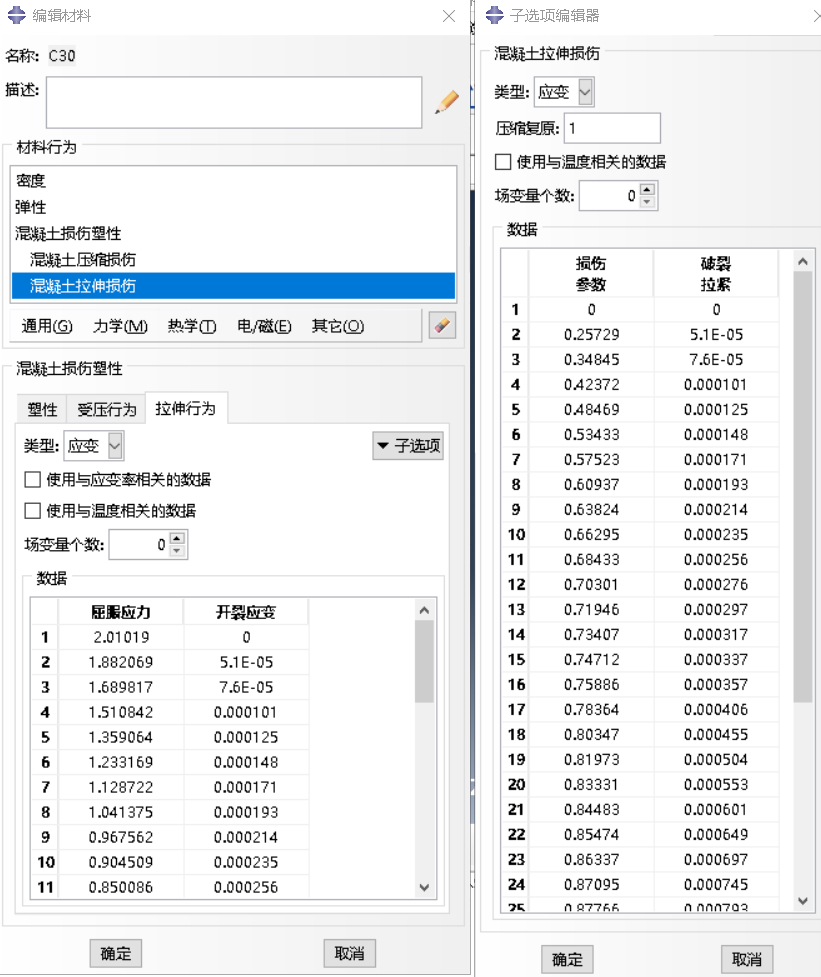 编辑材料
名称: C30
描述:
材料行为
密度
弹性
混凝土损伤塑性
混凝土压缩损伤
混凝土拉伸损伤
通用(G) 力学(M) 热学(T) 电/磁(E) 其它(O)
混凝土损伤塑性
塑性 受压行为 拉伸行为
类型: 应变 子选项
使用与应变率相关的数据
使用与温度相关的数据
场变量个数: 0
数据
屈服应力 开裂应变
1 2.01019 0
2 1.882069 5.1E-05
3 1.689817 7.6E-05
4 1.510842 0.000101
5 1.359064 0.000125
6 1.233169 0.000148
7 1.128722 0.000171
8 1.041375 0.000193
9 0.967562 0.000214
10 0.904509 0.000235
11 0.850086 0.000256
确定 取消
子选项编辑器
混凝土拉伸损伤
类型: 应变
压缩复原: 1
使用与温度相关的数据
场变量个数: 0
数据
损伤 破裂
参数 拉紧
1 0 0
2 0.25729 5.1E-05
3 0.34845 7.6E-05
4 0.42372 0.000101
5 0.48469 0.000125
6 0.53433 0.000148
7 0.57523 0.000171
8 0.60937 0.000193
9 0.63824 0.000214
10 0.66295 0.000235
11 0.68433 0.000256
12 0.70301 0.000276
13 0.71946 0.000297
14 0.73407 0.000317
15 0.74712 0.000337
16 0.75886 0.000357
17 0.78364 0.000406
18 0.80347 0.000455
19 0.81973 0.000504
20 0.83331 0.000553
21 0.84483 0.000601
22 0.85474 0.000649
23 0.86337 0.000697
24 0.87095 0.000745
25 0.87766 0.000793
确定 取消